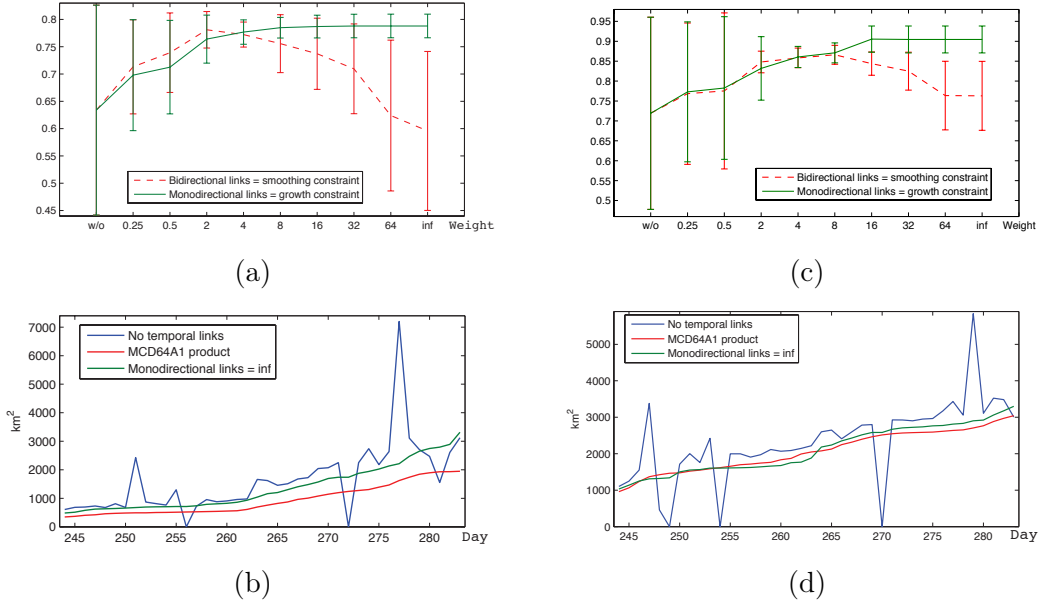 0.8
0.75
0.7
0.65
0.6
0.55
0.5
0.45
Bidirectional links = smoothing constraint
Monodirectional links = growth constraint
w/o 0.25 0.5 2 4 8 16 32 64 inf Weight
(a)
0.95
0.9
0.85
0.8
0.75
0.7
0.65
0.6
0.55
0.5
Bidirectional links = smoothing constraint
Monodirectional links = growth constraint
w/o 0.25 0.5 2 4 8 16 32 64 inf Weight
(c)
7000
6000
5000
4000
3000
2000
1000
0
km²
No temporal links
MCD64A1 product
Monodirectional links = inf
245 250 255 260 265 270 275 280 Day
(b)
5000
4000
3000
2000
1000
0
km²
No temporal links
MCD64A1 product
Monodirectional links = inf
245 250 255 260 265 270 275 280 Day
(d)